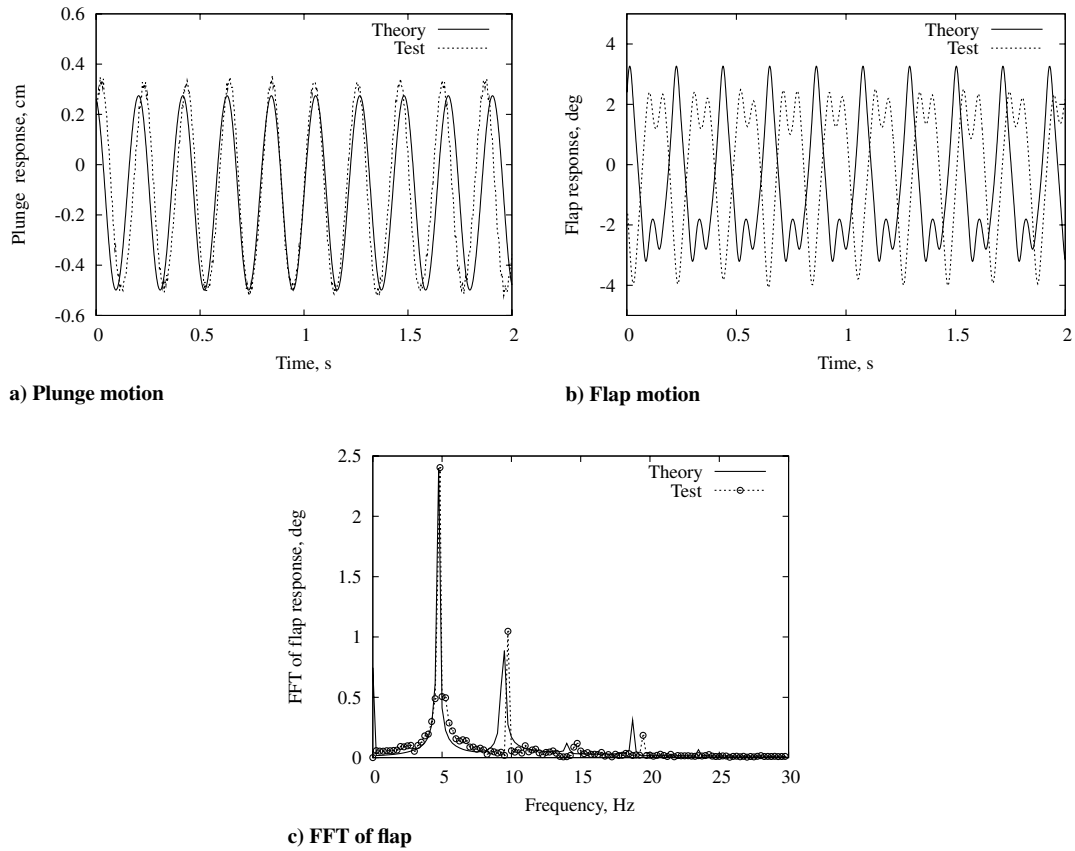 0.6
0.4
0.2
0
-0.2
-0.4
-0.6
Plunge response, cm
Theory
Test
0 0.5 1 1.5 2
Time, s
a) Plunge motion
4
2
0
-2
-4
Flap response, deg
Theory
Test
0 0.5 1 1.5 2
Time, s
b) Flap motion
2.5
2
1.5
1
0.5
0
FFT of flap response, deg
Theory
Test
0 5 10 15 20 25 30
Frequency, Hz
c) FFT of flap